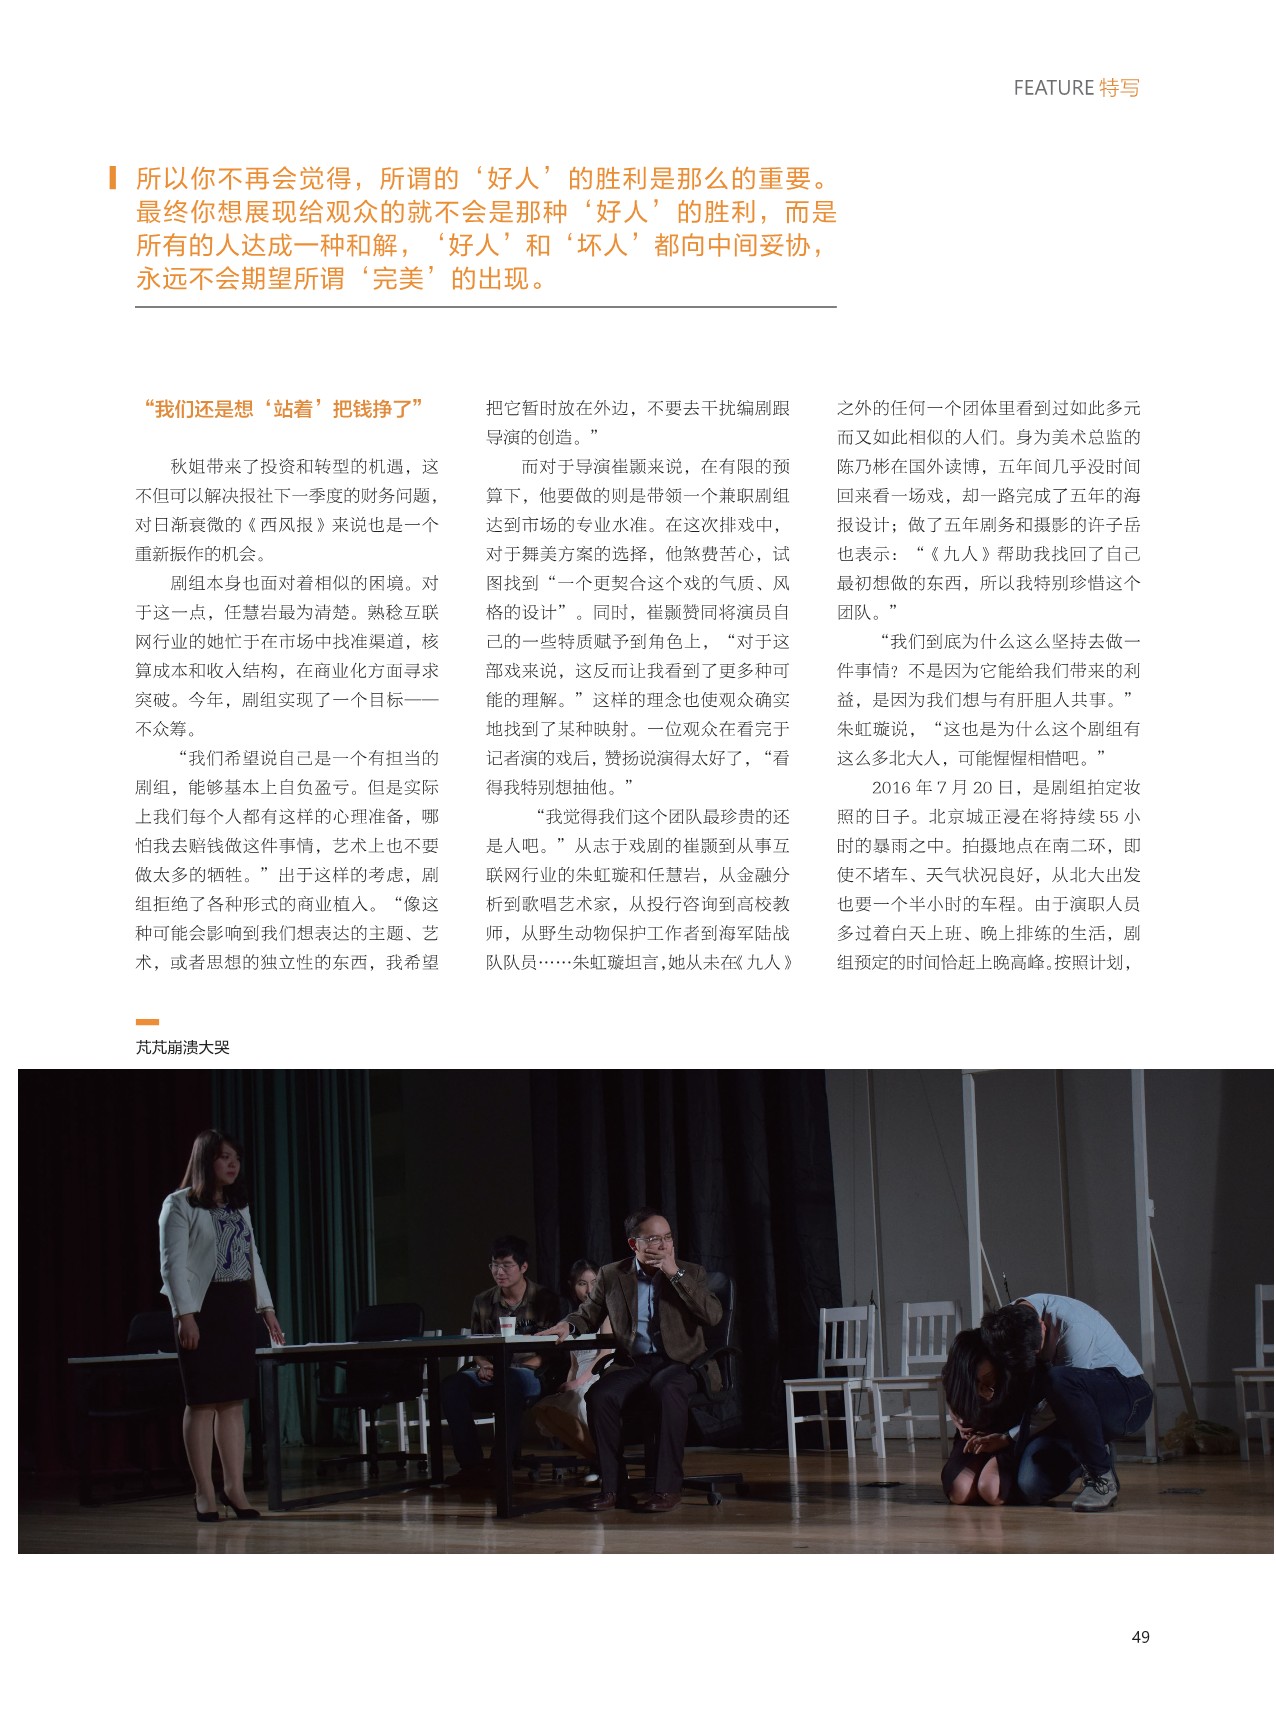 FEATURE 特写
所以你不再会觉得，所谓的‘好人’的胜利是那么的重要。
最终你想展现给观众的就不会是那种‘好人’的胜利，而是
所有的人达成一种和解，‘好人’和‘坏人’都向中间妥协，
永远不会期望所谓‘完美’的出现。
“我们还是想‘站着’把钱挣了”
秋姐带来了投资和转型的机遇，这
不但可以解决报社下一季度的财务问题，
对日渐衰微的《西风报》来说也是一个
重新振作的机会。
剧组本身也面对着相似的困境。对
于这一点，任慧岩最为清楚。熟稔互联
网行业的她忙于在市场中找准渠道，核
算成本和收入结构，在商业化方面寻求
突破。今年，剧组实现了一个目标——
不众筹。
“我们希望说自己是一个有担当的
剧组，能够基本上自负盈亏。但是实际
上我们每个人都有这样的心理准备，哪
怕我去赔钱做这件事情，艺术上也不要
做太多的牺牲。”出于这样的考虑，剧
组拒绝了各种形式的商业植入。“像这
种可能会影响到我们想表达的主题、艺
术，或者思想的独立性的东西，我希望
把它暂时放在外边，不要去干扰编剧跟
导演的创造。”
而对于导演崔颢来说，在有限的预
算下，他要做的则是带领一个兼职剧组
达到市场的专业水准。在这次排戏中，
对于舞美方案的选择，他煞费苦心，试
图找到“一个更契合这个戏的气质、风
格的设计”。同时，崔颢赞同将演员自
己的一些特质赋予到角色上，“对于这
部戏来说，这反而让我看到了更多种可
能的理解。”这样的理念也使观众确实
地找到了某种映射。一位观众在看完于
记者演的戏后，赞扬说演得太好了，“看
得我特别想抽他。”
“我觉得我们这个团队最珍贵的还
是人吧。”从志于戏剧的崔颢到从事互
联网行业的朱虹璇和任慧岩，从金融分
析到歌唱艺术家，从投行咨询到高校教
师，从野生动物保护工作者到海军陆战
队队员……朱虹璇坦言，她从未在《九人》
之外的任何一个团体里看到过如此多元
而又如此相似的人们。身为美术总监的
陈乃彬在国外读博，五年间几乎没时间
回来看一场戏，却一路完成了五年的海
报设计；做了五年剧务和摄影的许子岳
也表示：“《九人》帮助我找回了自己
最初想做的东西，所以我特别珍惜这个
团队。”
“我们到底为什么这么坚持去做一
件事情？不是因为它能给我们带来的利
益，是因为我们想与有肝胆人共事。”
朱虹璇说，“这也是为什么这个剧组有
这么多北大人，可能惺惺相惜吧。”
2016 年 7 月 20 日，是剧组拍定妆
照的日子。北京城正浸在将持续 55 小
时的暴雨之中。拍摄地点在南二环，即
使不堵车、天气状况良好，从北大出发
也要一个半小时的车程。由于演职人员
多过着白天上班、晚上排练的生活，剧
组预定的时间恰赶上晚高峰。按照计划，
芃芃崩溃大哭
49